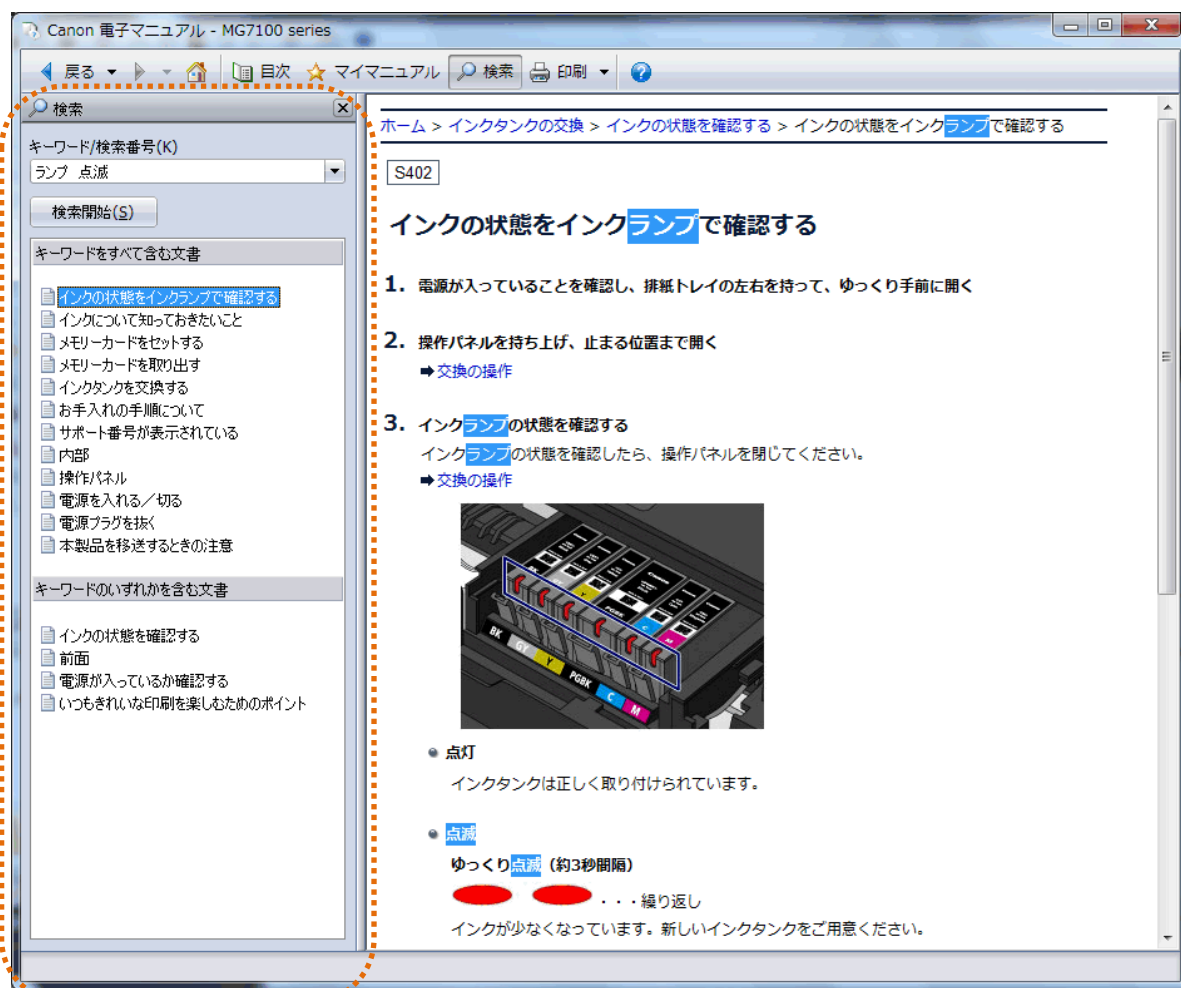 Canon 電子マニュアル - MG7100 series
戻る 目次 マイマニュアル 検索 印刷
検索
キーワード/検索番号(K)
ランプ 点滅
検索開始(S)
キーワードをすべて含む文書
インクの状態をインクランプで確認する
インクについて知っておきたいこと
メモリーカードをセットする
メモリーカードを取り出す
インクタンクを交換する
お手入れの手順について
サポート番号が表示されている
内部
操作パネル
電源を入れる／切る
電源プラグを抜く
本製品を移送するときの注意
キーワードのいずれかを含む文書
インクの状態を確認する
前面
電源が入っているか確認する
いつもきれいな印刷を楽しむためのポイント
ホーム > インクタンクの交換 > インクの状態を確認する > インクの状態をインクランプで確認する
S402
インクの状態をインクランプで確認する
1. 電源が入っていることを確認し、排紙トレイの左右を持って、ゆっくり手前に開く
2. 操作パネルを持ち上げ、止まる位置まで開く
➡交換の操作
3. インクランプの状態を確認する
インクランプの状態を確認したら、操作パネルを閉じてください。
➡交換の操作
BK GY Y PGBK C M
点灯
インクタンクは正しく取り付けられています。
点滅
ゆっくり点滅（約3秒間隔）
・・・繰り返し
インクが少なくなっています。新しいインクタンクをご用意ください。